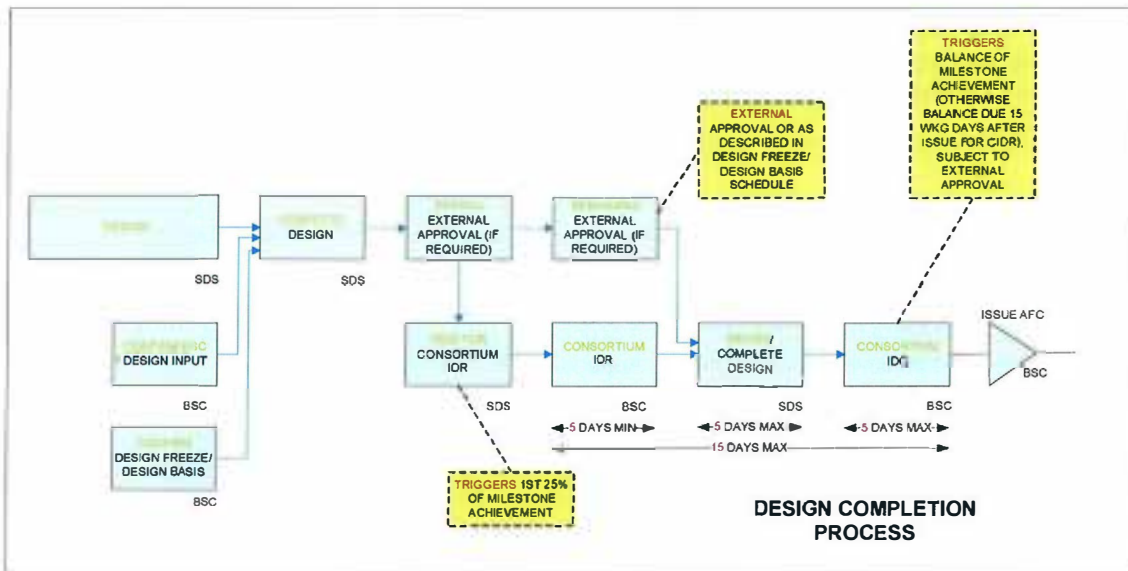 TRIGGERS
BALANCE OF
MILESTONE
ACHIEVEMENT
(OTHERWISE
BALANCE DUE 15
WKG DAYS AFTER
ISSUE FOR CIDR),
SUBJECT TO
EXTERNAL
APPROVAL
EXTERNAL
APPROVAL OR AS
DESCRIBED IN
DESIGN FREEZE/
DESIGN BASIS
SCHEDULE
SDS
DESIGN
SDS
EXTERNAL
APPROVAL (IF
REQUIRED)
EXTERNAL
APPROVAL (IF
REQUIRED)
DESIGN INPUT
BSC
DESIGN FREEZE/
DESIGN BASIS
BSC
CONSORTIUM
IDR
SDS
CONSORTIUM
IDR
BSC
/
COMPLETE
DESIGN
SDS
CONSORTIUM
BSC
ISSUE AFC
BSC
5 DAYS MIN
5 DAYS MAX
5 DAYS MAX
15 DAYS MAX
TRIGGERS 1ST 25%
OF MILESTONE
ACHIEVEMENT
DESIGN COMPLETION
PROCESS